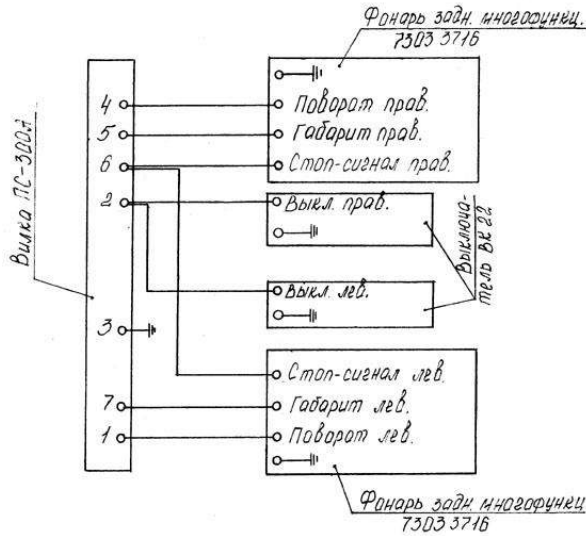 Фонарь задн. многофункц.
7303 3716
4
Поворот прав.
5
Габарит прав.
6
Стоп-сигнал прав.
2
Выкл. прав.
Вилка ПС-300А
Выключа-
тель ВК 22
Выкл. лев.
3
Стоп-сигнал лев.
7
Габарит лев.
1
Поворот лев.
Фонарь задн. многофункц
7303 3716